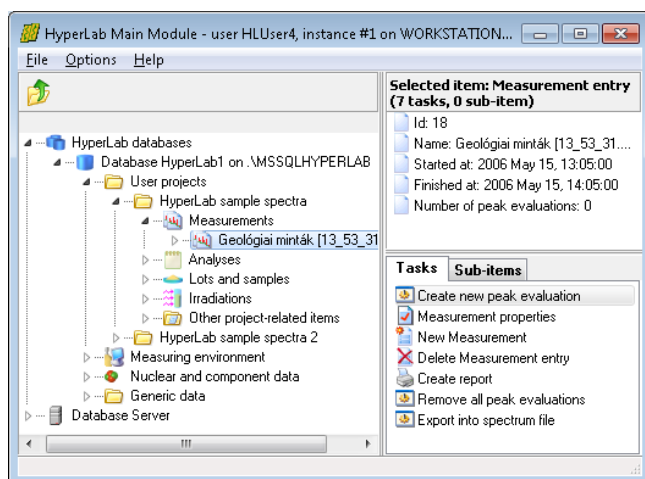 HyperLab Main Module - user HLUser4, instance #1 on WORKSTATION...
File Options Help
HyperLab databases
Database HyperLab1 on .\MSSQLHYPERLAB
User projects
HyperLab sample spectra
Measurements
Geológiai minták [13_53_31
Analyses
Lots and samples
Irradiations
Other project-related items
HyperLab sample spectra 2
Measuring environment
Nuclear and component data
Generic data
Database Server
Selected item: Measurement entry
(7 tasks, 0 sub-item)
Id: 18
Name: Geológiai minták [13_53_31....
Started at: 2006 May 15, 13:05:00
Finished at: 2006 May 15, 14:05:00
Number of peak evaluations: 0
Tasks Sub-items
Create new peak evaluation
Measurement properties
New Measurement
Delete Measurement entry
Create report
Remove all peak evaluations
Export into spectrum file